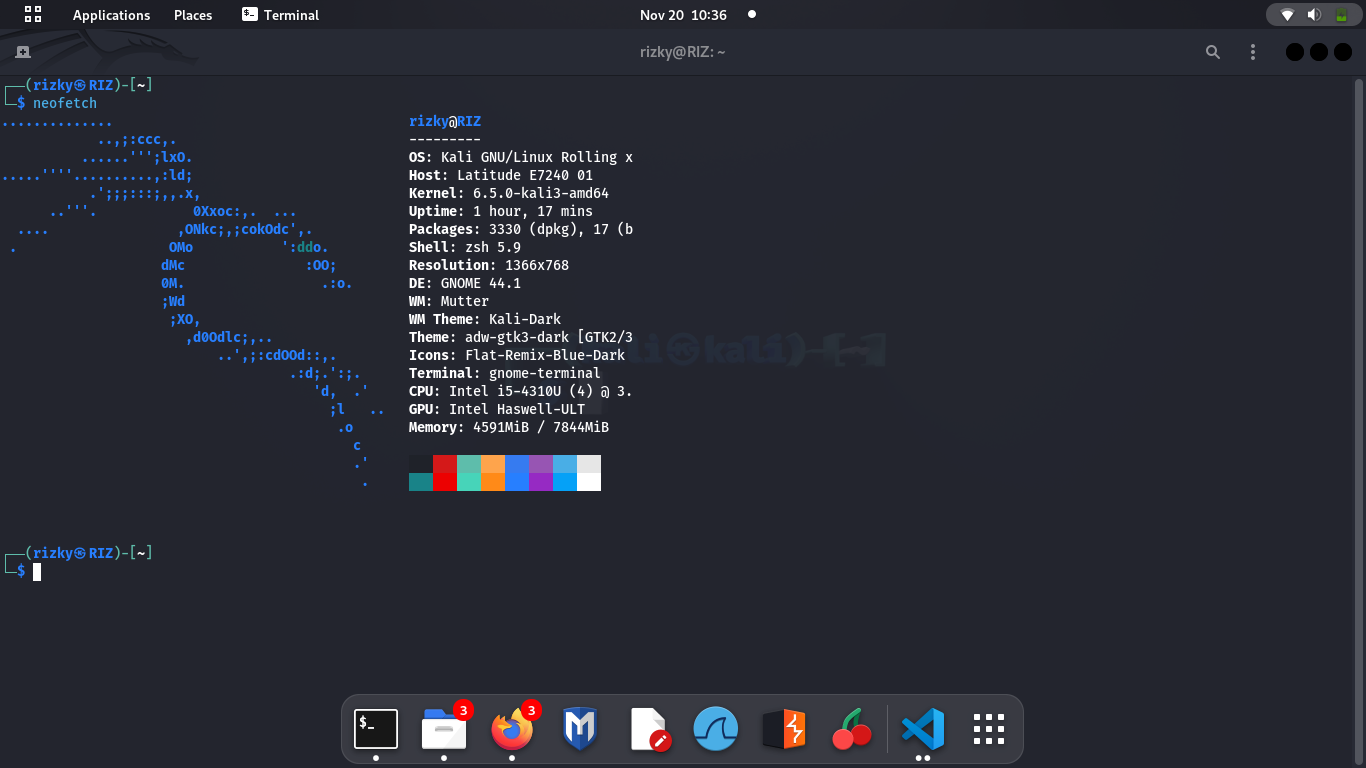 Applications Places Terminal Nov 20 10:36
rizky@RIZ: ~
┌──(rizky㉿RIZ)-[~]
└─$ neofetch
..............
            ..,;:ccc,.
          ......''';lxO.
.....''''..........,:ld;
           .';;;:::;,,.x,
      ..'''.            0Xxoc:,.  ...
  ....                ,ONkc;,;cokOdc',.
 .                   OMo           ':ddo.
                    dMc               :OO;
                    0M.                 .:o.
                    ;Wd
                     ;XO,
                       ,d0Odlc;,..
                           ..',;:cdOOd::,.
                                    .:d;.':;.
                                       'd,  .'
                                         ;l   ..
                                          .o
                                            c
                                            .'
                                             .
rizky@RIZ
---------
OS: Kali GNU/Linux Rolling x
Host: Latitude E7240 01
Kernel: 6.5.0-kali3-amd64
Uptime: 1 hour, 17 mins
Packages: 3330 (dpkg), 17 (b
Shell: zsh 5.9
Resolution: 1366x768
DE: GNOME 44.1
WM: Mutter
WM Theme: Kali-Dark
Theme: adw-gtk3-dark [GTK2/3
Icons: Flat-Remix-Blue-Dark
Terminal: gnome-terminal
CPU: Intel i5-4310U (4) @ 3.
GPU: Intel Haswell-ULT
Memory: 4591MiB / 7844MiB
┌──(rizky㉿RIZ)-[~]
└─$
$_ 3 3